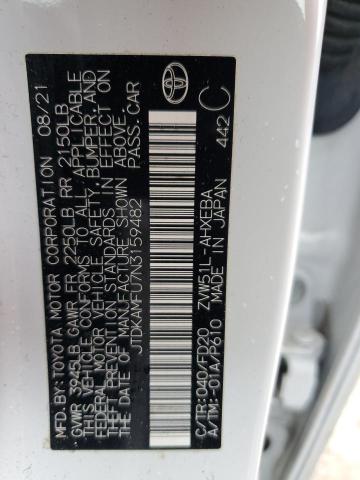 MFD.BY:TOYOTA MOTOR CORPORATION 08/21
GVWR 3945LB GAWR FR 2250LB RR 2150LB
THIS VEHICLE CONFORMS TO ALL APPLICABLE
FEDERAL MOTOR VEHICLE SAFETY, BUMPER, AND
THEFT PREVENTION STANDARDS IN EFFECT ON
THE DATE OF MANUFACTURE SHOWN ABOVE.
JTDKAMFU7N3159482 PASS.CAR
C/TR:040/FD20 ZVW51L-AHXEBA
A/TM:-01A/P610 MADE IN JAPAN 442 C